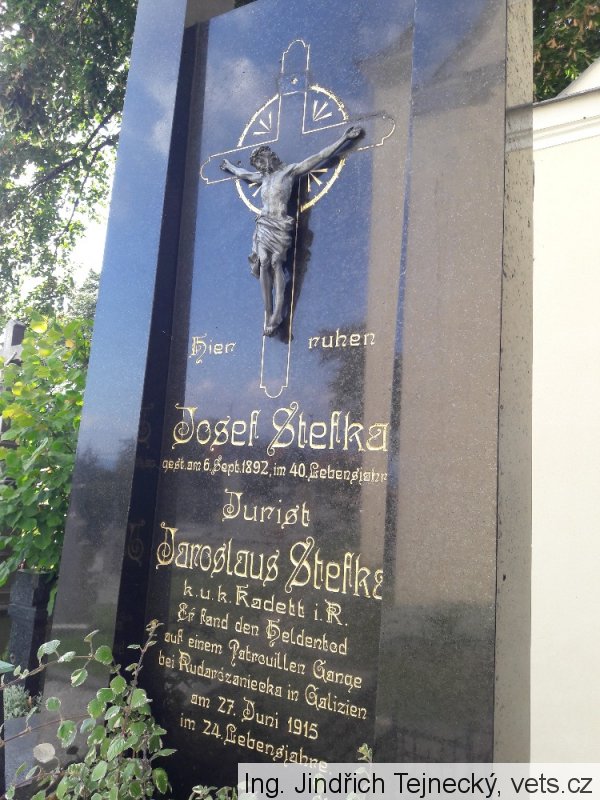 Hier ruhen
Josef Stefka
gest. am 6. Sept. 1892, im 40. Lebensjahr
Jurist
Jaroslaus Stefka
k. u. k. Kadett i. R.
Er fand den Heldentod
auf einem Patrouillen Gange
bei Rudarózaniecka in Galizien
am 27. Juni 1915
im 24. Lebensjahre.
Ing. Jindřich Tejnecký, vets.cz